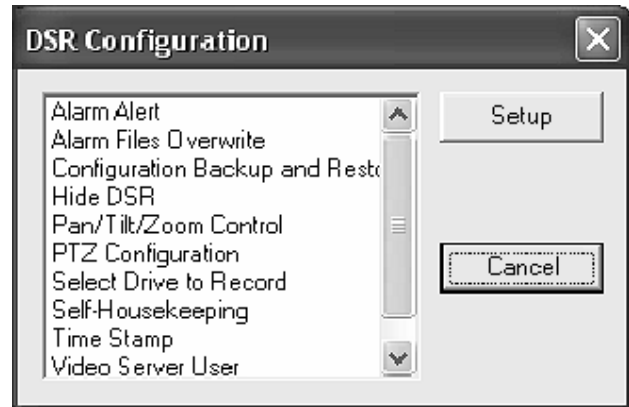 DSR Configuration
Alarm Alert
Alarm Files Overwrite
Configuration Backup and Resto
Hide DSR
Pan/Tilt/Zoom Control
PTZ Configuration
Select Drive to Record
Self-Housekeeping
Time Stamp
Video Server User
Setup
Cancel